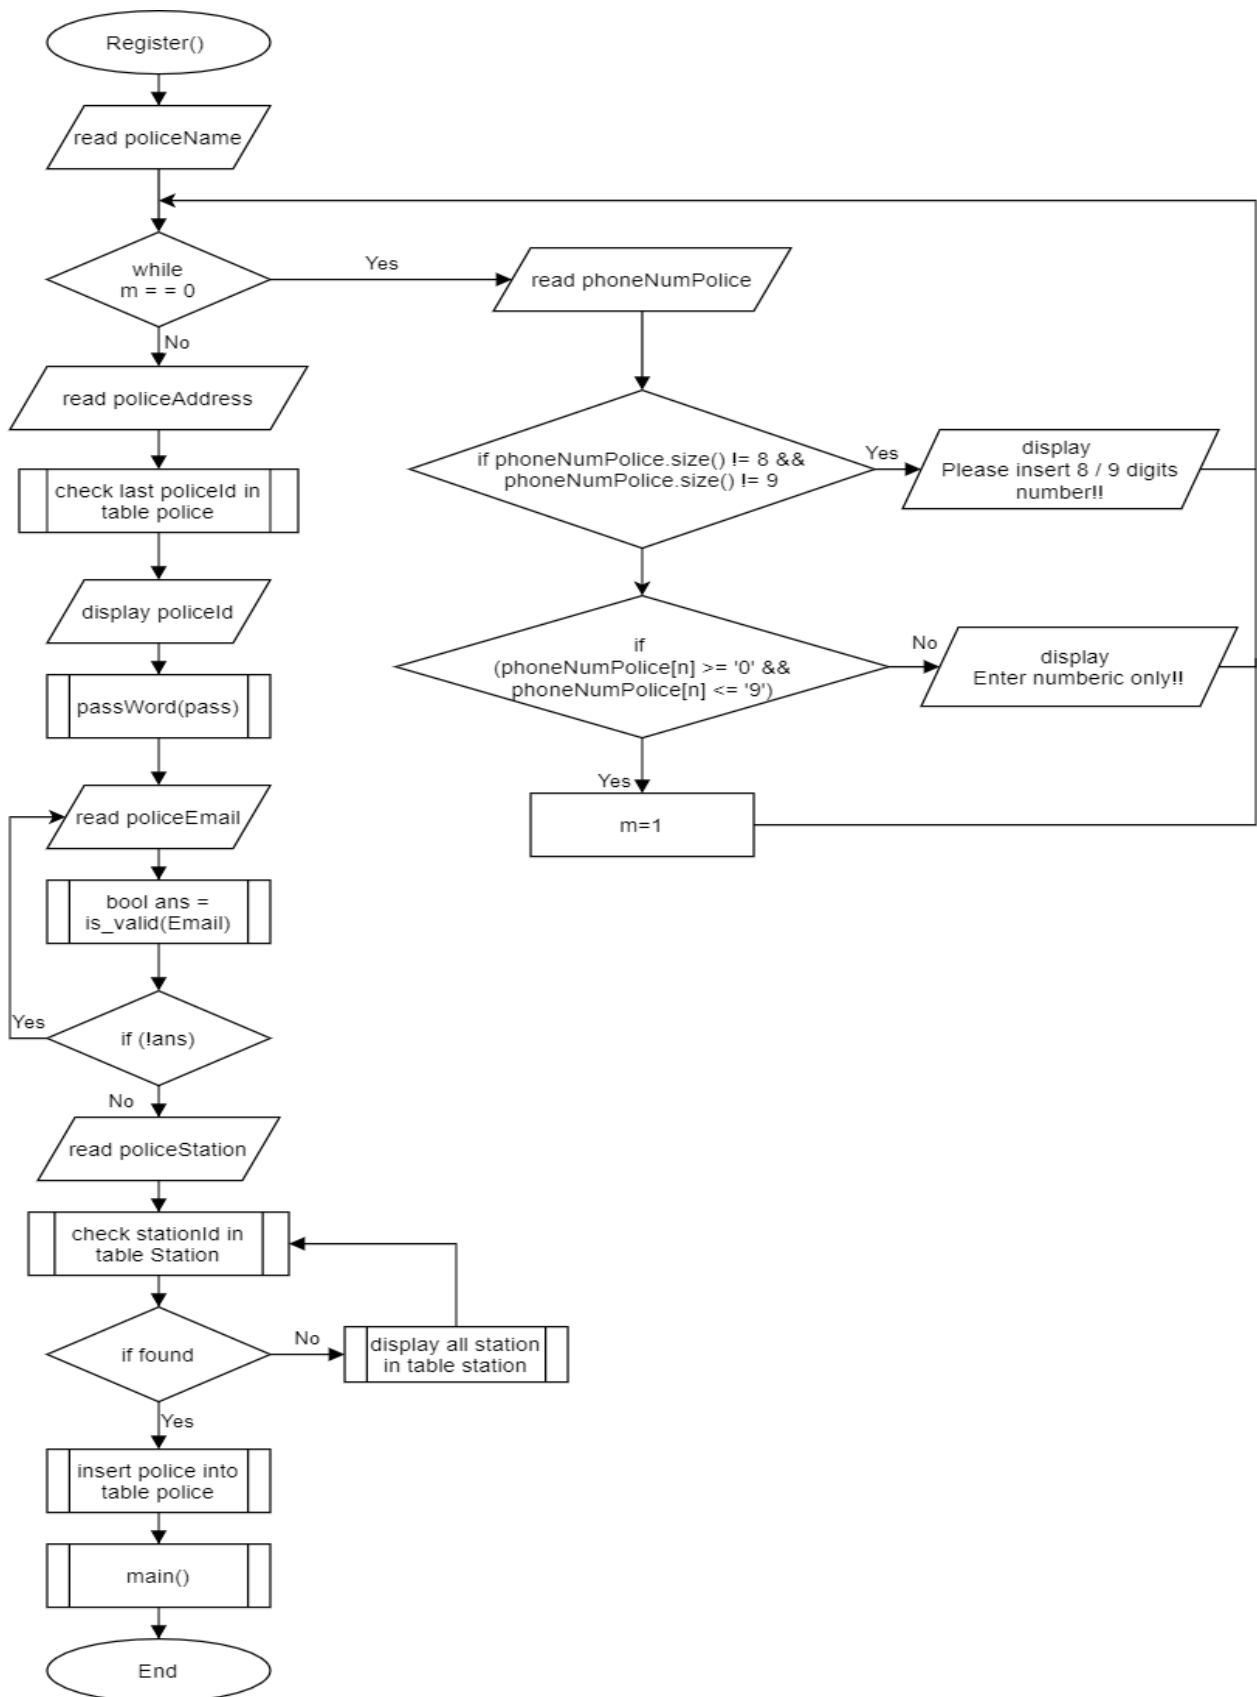 Register()
read policeName
while
m = = 0
Yes
read phoneNumPolice
No
read policeAddress
if phoneNumPolice.size() != 8 &&
phoneNumPolice.size() != 9
Yes
display
Please insert 8 / 9 digits
number!!
check last policeId in
table police
display policeId
if
(phoneNumPolice[n] >= '0' &&
phoneNumPolice[n] <= '9')
No
display
Enter numberic only!!
passWord(pass)
Yes
m=1
read policeEmail
bool ans =
is_valid(Email)
Yes
if (!ans)
No
read policeStation
check stationId in
table Station
if found
No
display all station
in table station
Yes
insert police into
table police
main()
End